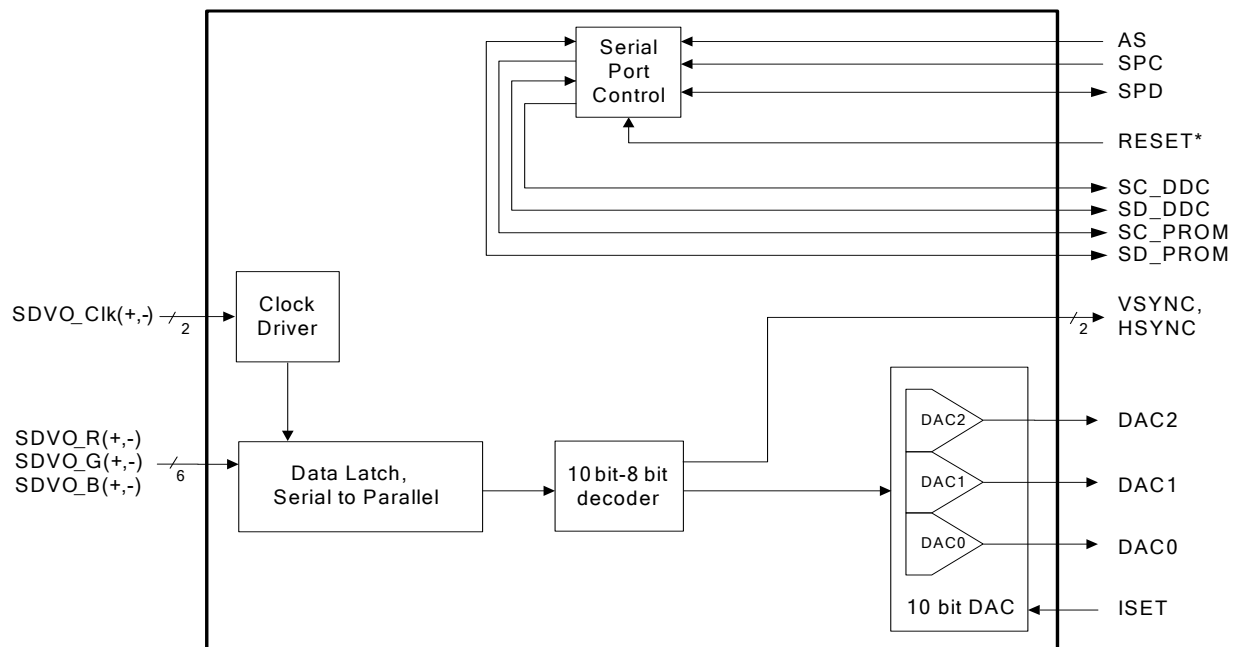 Serial
Port
Control
AS
SPC
SPD
RESET*
SC_DDC
SD_DDC
SC_PROM
SD_PROM
SDVO_Clk(+,-)
2
Clock
Driver
2
VSYNC,
HSYNC
SDVO_R(+,-)
SDVO_G(+,-)
SDVO_B(+,-)
6
Data Latch,
Serial to Parallel
10 bit-8 bit
decoder
DAC2
DAC2
DAC1
DAC1
DAC0
DAC0
10 bit DAC
ISET